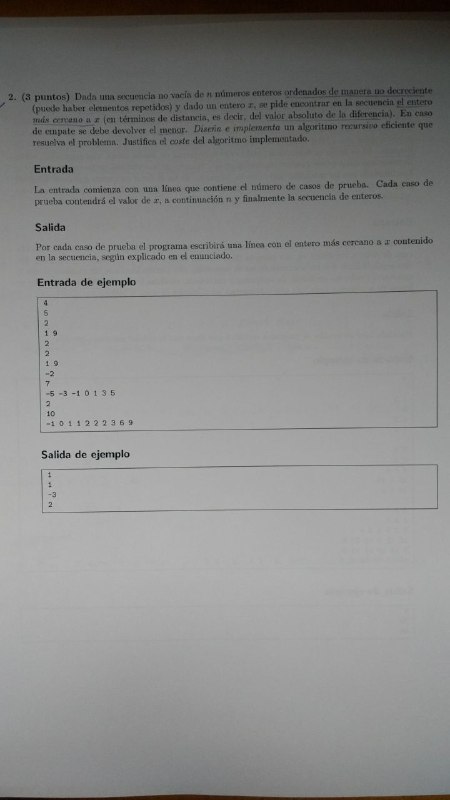 2. (3 puntos) Dada una secuencia no vacía de n números enteros ordenados de manera no decreciente
(puede haber elementos repetidos) y dado un entero x, se pide encontrar en la secuencia el entero
más cercano a x (en términos de distancia, es decir, del valor absoluto de la diferencia). En caso
de empate se debe devolver el menor. Diseña e implementa un algoritmo recursivo eficiente que
resuelva el problema. Justifica el coste del algoritmo implementado.
Entrada
La entrada comienza con una línea que contiene el número de casos de prueba. Cada caso de
prueba contendrá el valor de x, a continuación n y finalmente la secuencia de enteros.
Salida
Por cada caso de prueba el programa escribirá una línea con el entero más cercano a x contenido
en la secuencia, según explicado en el enunciado.
Entrada de ejemplo
4
5
2
1 9
2
2
1 9
-2
7
-5 -3 -1 0 1 3 5
2
10
-1 0 1 1 2 2 2 3 6 9
Salida de ejemplo
1
1
-3
2